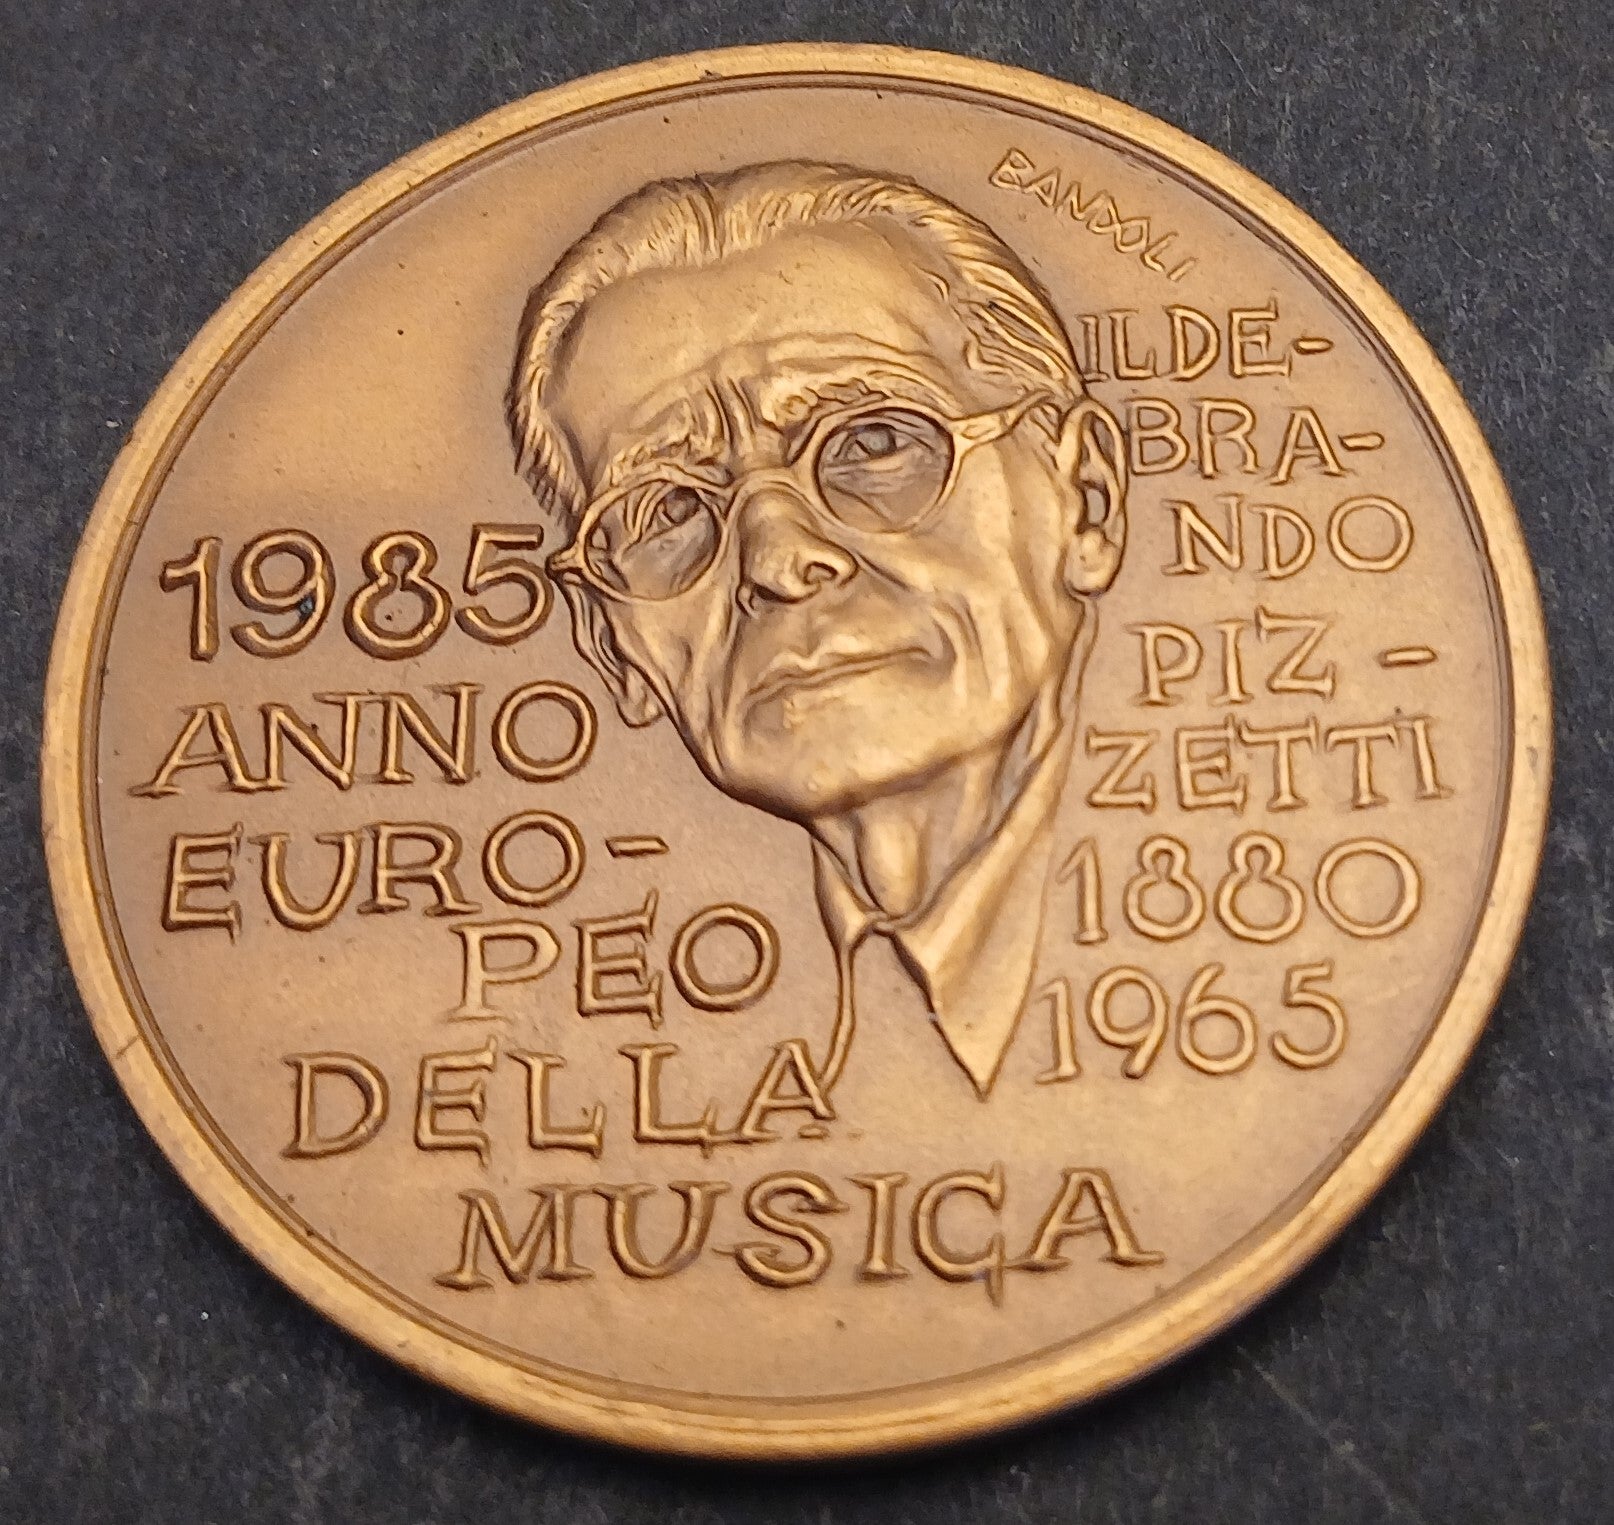 BANDOLI
1985
ANNO
EURO-
PEO
DELLA
MUSICA
ILDE-
BRA-
NDO
PIZ-
ZETTI
1880
1965